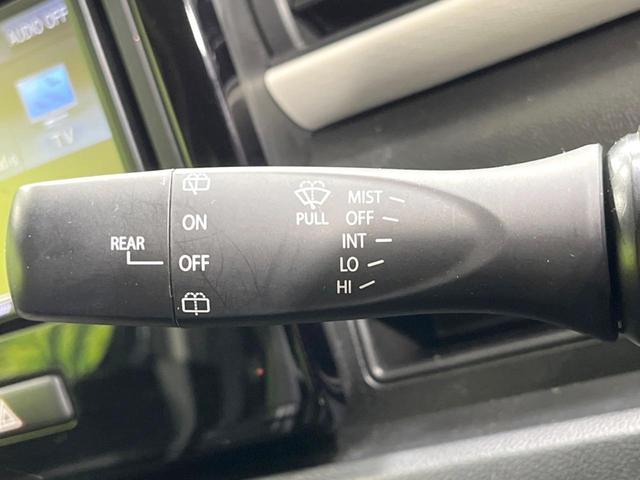 AUDIO OFF
TV
REAR
ON
OFF
PULL
MIST
OFF
INT
LO
HI